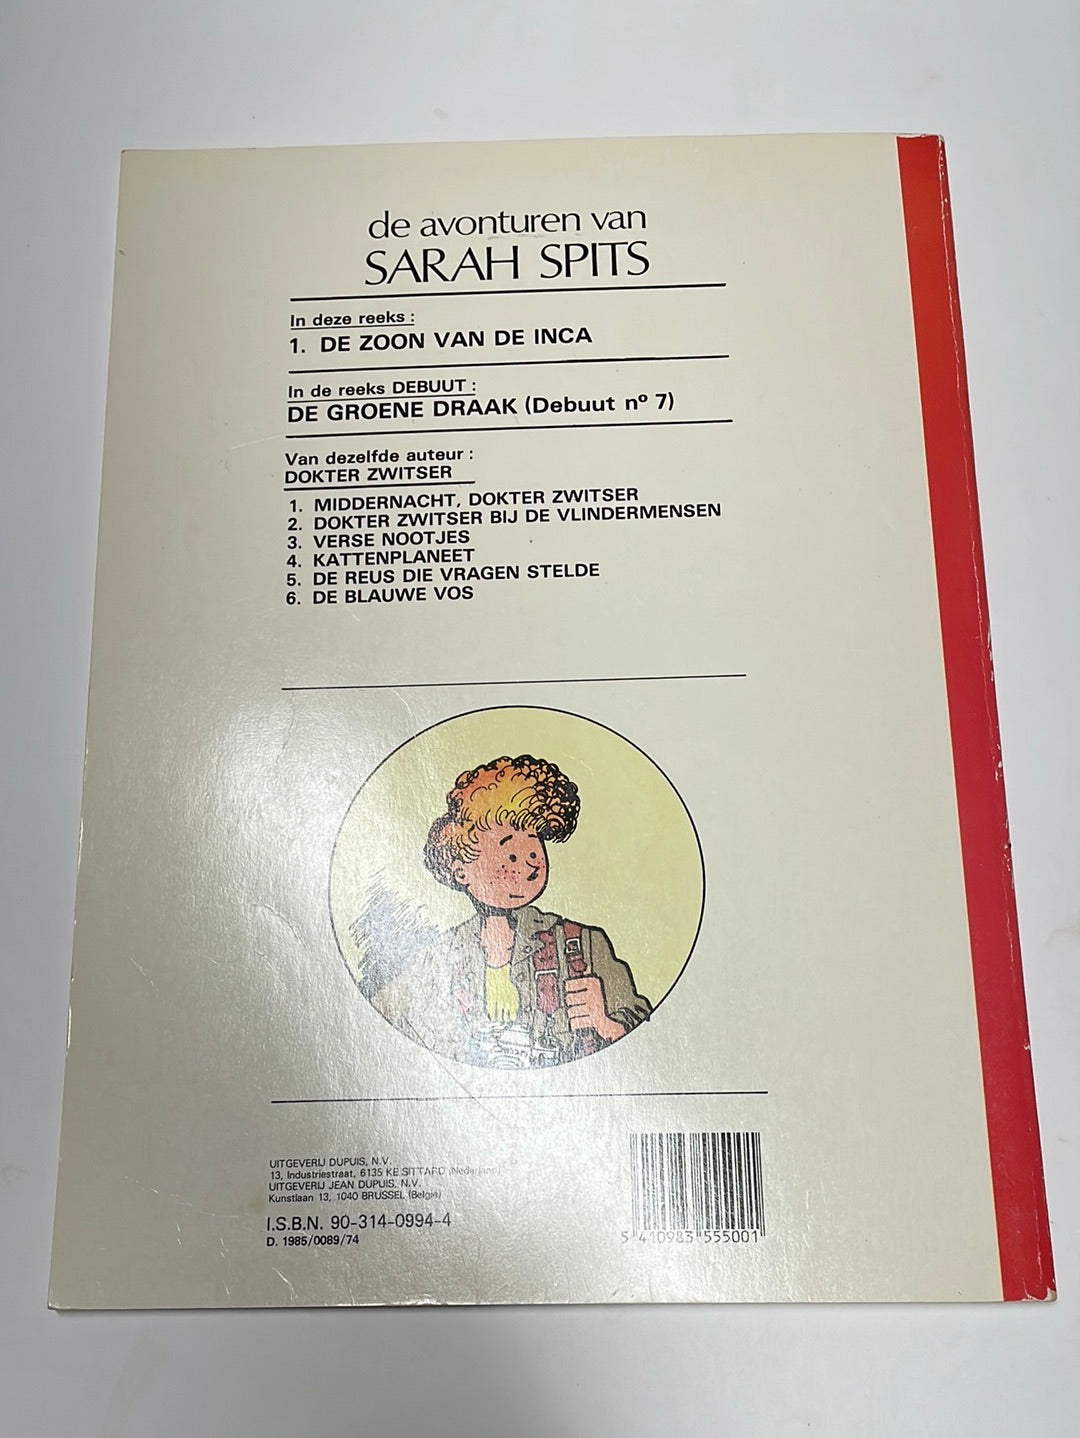 de avonturen van
SARAH SPITS
In deze reeks :
1. DE ZOON VAN DE INCA
In de reeks DEBUUT :
DE GROENE DRAAK (Debuut nº 7)
Van dezelfde auteur :
DOKTER ZWITSER
1. MIDDERNACHT, DOKTER ZWITSER
2. DOKTER ZWITSER BIJ DE VLINDERMENSEN
3. VERSE NOOTJES
4. KATTENPLANEET
5. DE REUS DIE VRAGEN STELDE
6. DE BLAUWE VOS
UITGEVERIJ DUPUIS, N.V.
13, Industriestraat, 6135 KE SITTARD (Nederland)
UITGEVERIJ JEAN DUPUIS, N.V.
Kunstlaan 13, 1040 BRUSSEL (België)
I.S.B.N. 90-314-0994-4
D. 1985/0089/74
5 410983 555001